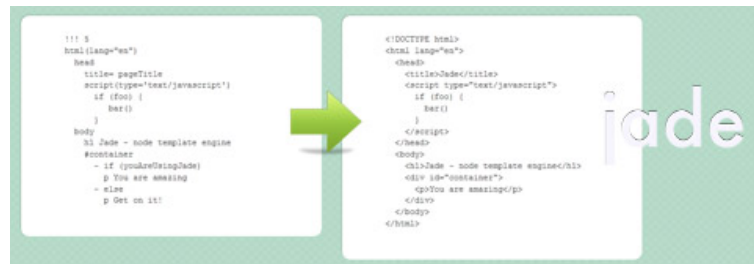 !!! 5
html(lang="en")
head
title= pageTitle
script(type='text/javascript')
if (foo) {
bar()
}
body
h1 Jade - node template engine
#container
- if (youAreUsingJade)
p You are amazing
- else
p Get on it!
<!DOCTYPE html>
<html lang="en">
<head>
<title>Jade</title>
<script type="text/javascript">
if (foo) {
bar()
}
</script>
</head>
<body>
<h1>Jade - node template engine</h1>
<div id="container">
<p>You are amazing</p>
</div>
</body>
</html>
jade